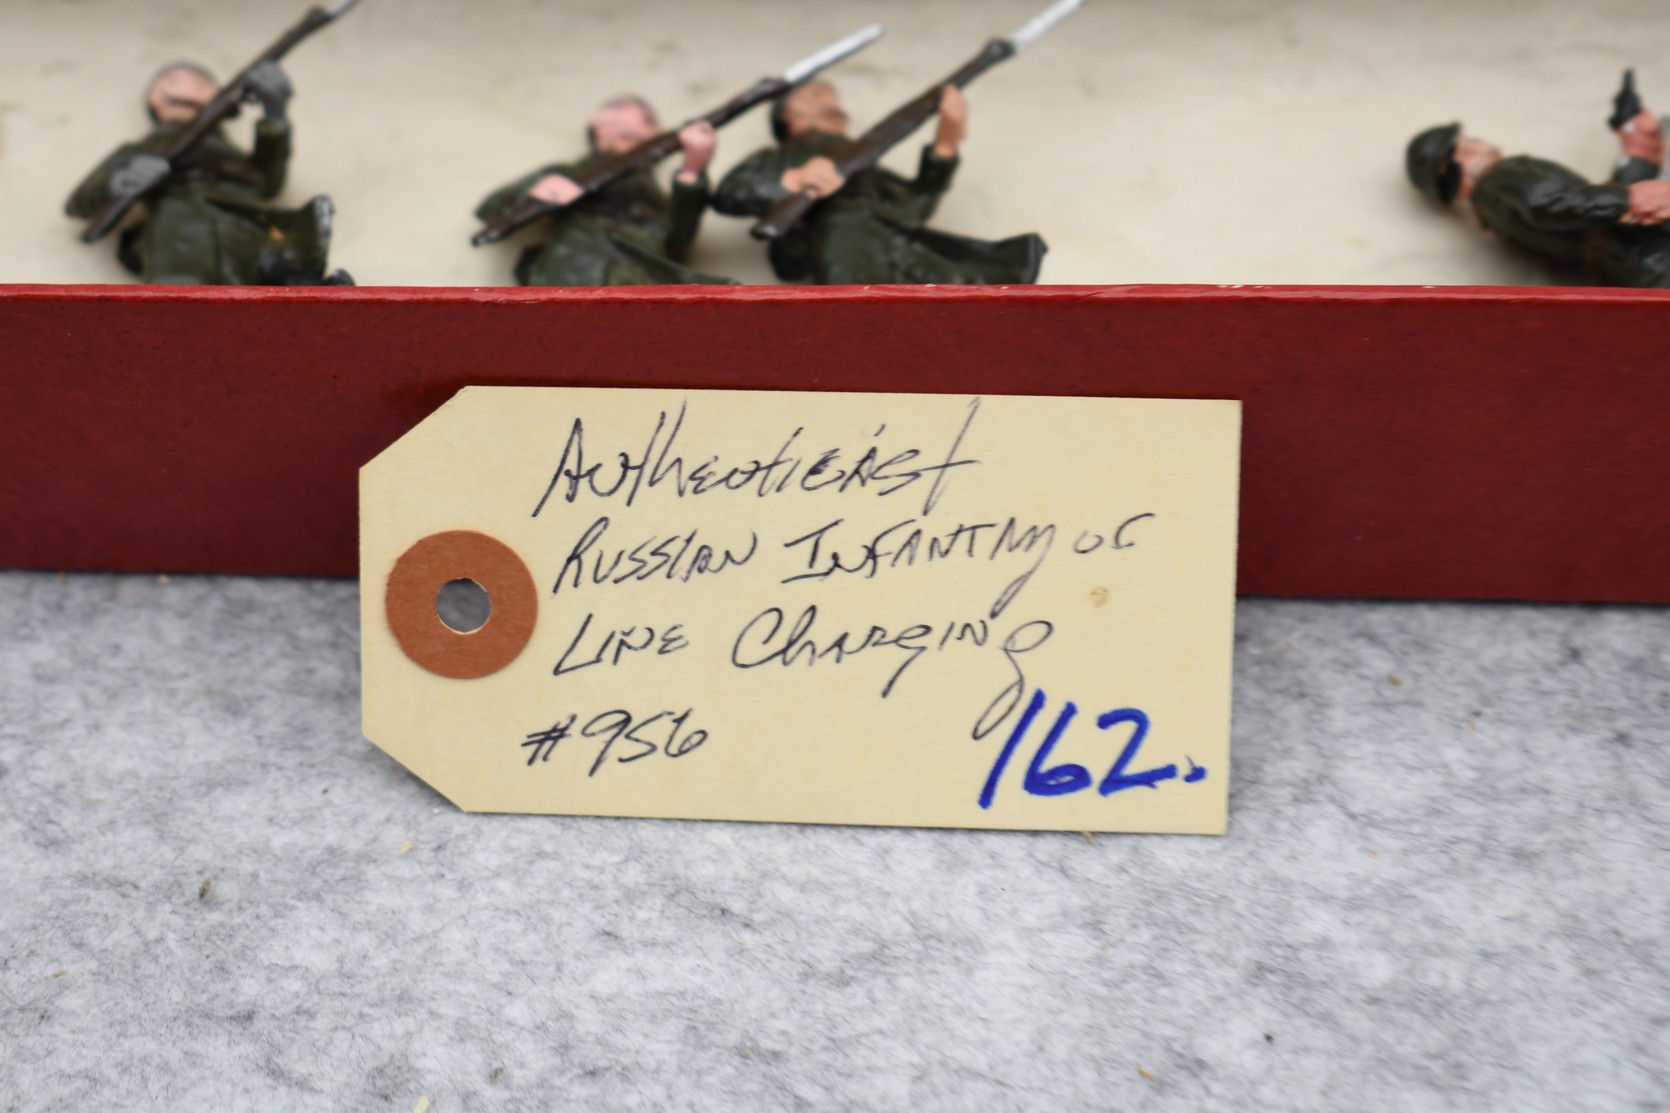 Authenticast
Russian Infantry of
Line Charging
#956
162.